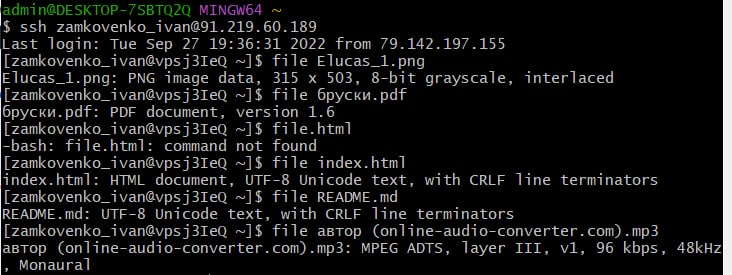 admin@DESKTOP-7SBTQ2Q MINGW64 ~
$ ssh zamkovenko_ivan@91.219.60.189
Last login: Tue Sep 27 19:36:31 2022 from 79.142.197.155
[zamkovenko_ivan@vpsj3IeQ ~]$ file Elucas_1.png
Elucas_1.png: PNG image data, 315 x 503, 8-bit grayscale, interlaced
[zamkovenko_ivan@vpsj3IeQ ~]$ file бруски.pdf
бруски.pdf: PDF document, version 1.6
[zamkovenko_ivan@vpsj3IeQ ~]$ file.html
-bash: file.html: command not found
[zamkovenko_ivan@vpsj3IeQ ~]$ file index.html
index.html: HTML document, UTF-8 Unicode text, with CRLF line terminators
[zamkovenko_ivan@vpsj3IeQ ~]$ file README.md
README.md: UTF-8 Unicode text, with CRLF line terminators
[zamkovenko_ivan@vpsj3IeQ ~]$ file автор (online-audio-converter.com).mp3
автор (online-audio-converter.com).mp3: MPEG ADTS, layer III, v1, 96 kbps, 48kHz
, Monaural